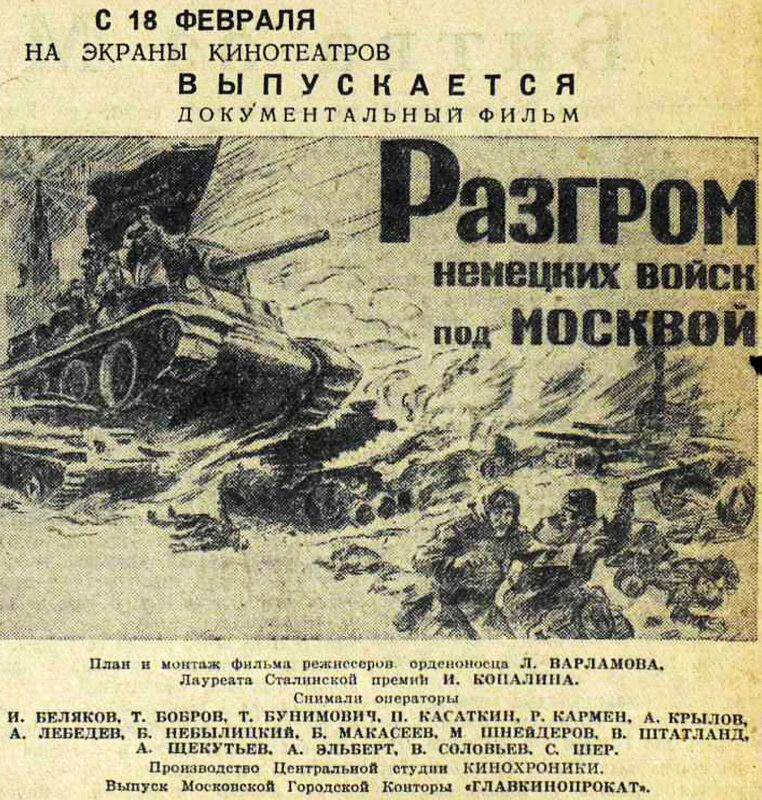 С 18 ФЕВРАЛЯ
НА ЭКРАНЫ КИНОТЕАТРОВ
ВЫПУСКАЕТСЯ
ДОКУМЕНТАЛЬНЫЙ ФИЛЬМ
РАЗГРОМ
НЕМЕЦКИХ ВОЙСК
ПОД МОСКВОЙ
План и монтаж фильма режиссеров орденоносца Л. ВАРЛАМОВА,
Лауреата Сталинской премий И. КОПАЛИНА.
Снимали операторы
И. БЕЛЯКОВ, Т. БОБРОВ, Т. БУНИМОВИЧ, П. КАСАТКИН, Р. КАРМЕН, А. КРЫЛОВ,
А. ЛЕБЕДЕВ, Б. НЕБЫЛИЦКИЙ, Б. МАКАСЕЕВ, М. ШНЕЙДЕРОВ, В. ШТАТЛАНД,
А. ЩЕКУТЬЕВ, А. ЭЛЬБЕРТ, В. СОЛОВЬЕВ, С. ШЕР.
Производство Центральной студии КИНОХРОНИКИ.
Выпуск Московской Городской Конторы «ГЛАВКИНОПРОКАТ».